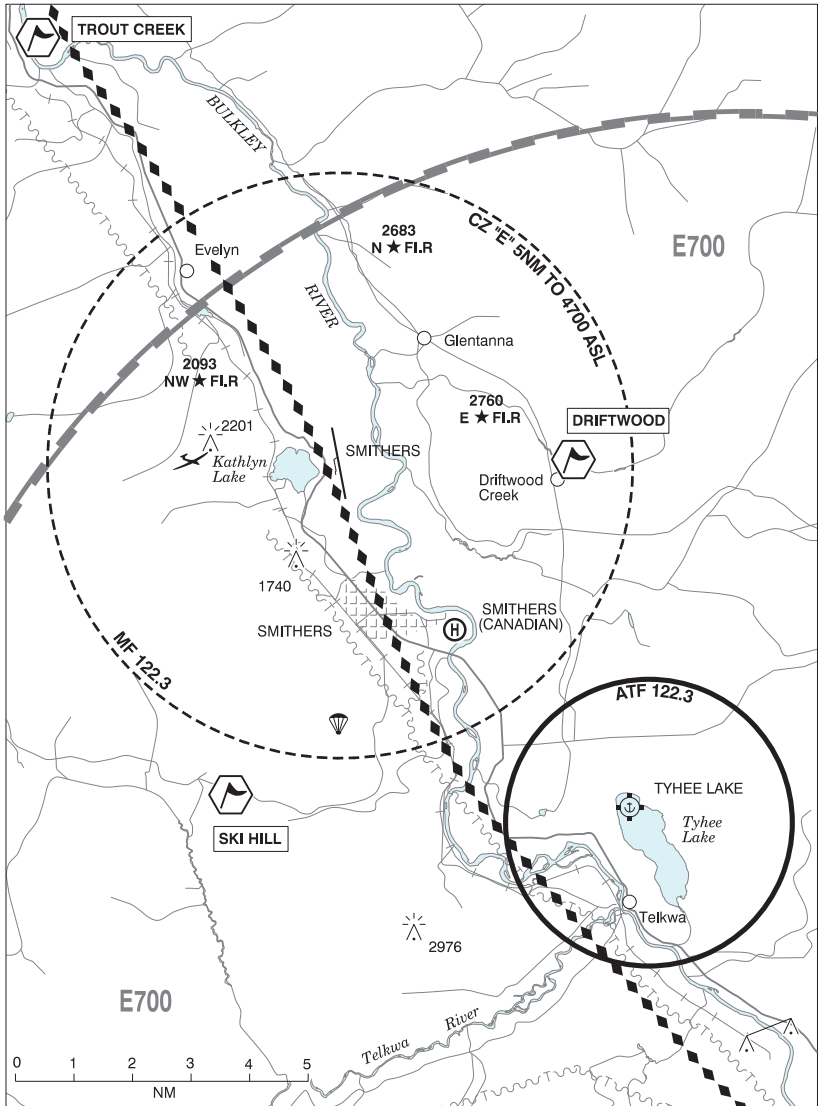 TROUT CREEK
BULKLEY
RIVER
CZ "E" 5NM TO 4700 ASL
2683
N ★ Fl.R
E700
Evelyn
Glentanna
2093
NW ★ Fl.R
2760
E ★ Fl.R
DRIFTWOOD
2201
Kathlyn
Lake
SMITHERS
Driftwood
Creek
1740
SMITHERS
SMITHERS
(CANADIAN)
H
MF 122.3
ATF 122.3
TYHEE LAKE
Tyhee
Lake
SKI HILL
Telkwa
2976
E700
Telkwa River
0 1 2 3 4 5
NM